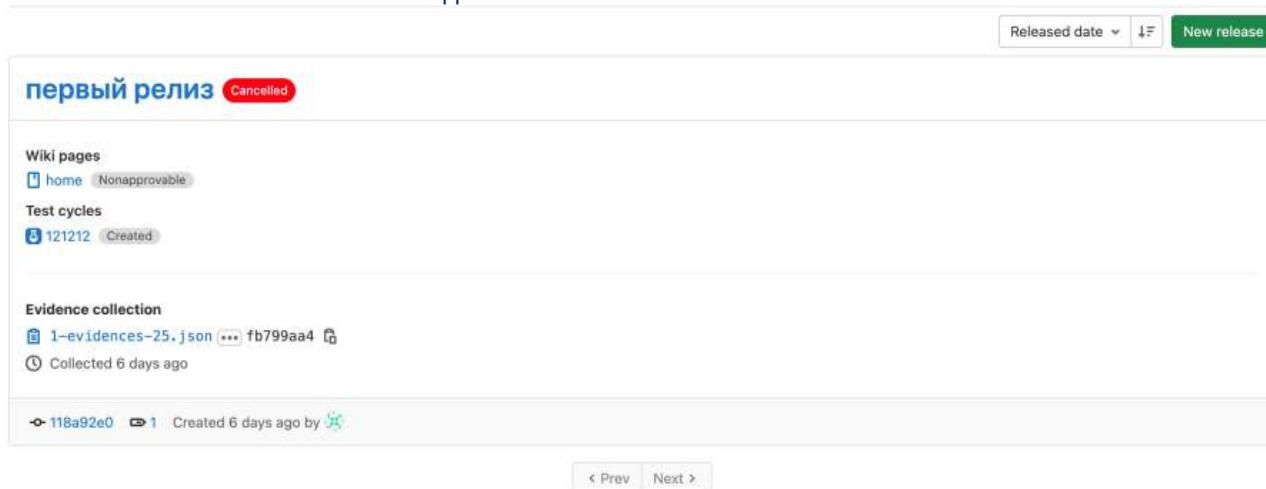 Released date
New release
первый релиз Cancelled
Wiki pages
home Nonapprovable
Test cycles
121212 Created
Evidence collection
1-evidences-25.json ... fb799aa4
Collected 6 days ago
118a92e0 1 Created 6 days ago by
< Prev Next >